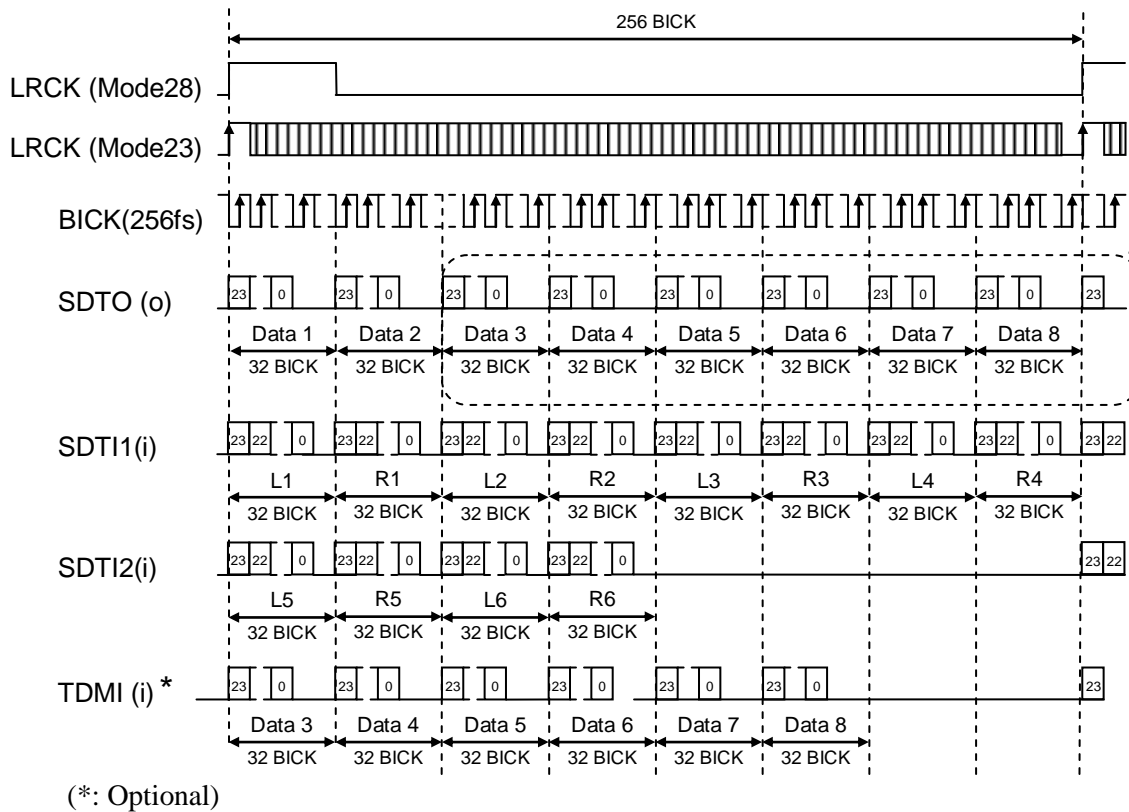 256 BICK
LRCK (Mode28)
LRCK (Mode23)
BICK(256fs)
SDTO (o)
23 0 23 0 23 0 23 0 23 0 23 0 23 0 23 0 23
Data 1 Data 2 Data 3 Data 4 Data 5 Data 6 Data 7 Data 8
32 BICK 32 BICK 32 BICK 32 BICK 32 BICK 32 BICK 32 BICK 32 BICK
SDTI1(i)
23 22 0 23 22 0 23 22 0 23 22 0 23 22 0 23 22 0 23 22 0 23 22 0 23 22
L1 R1 L2 R2 L3 R3 L4 R4
32 BICK 32 BICK 32 BICK 32 BICK 32 BICK 32 BICK 32 BICK 32 BICK
SDTI2(i)
23 22 0 23 22 0 23 22 0 23 22 0 23 22
L5 R5 L6 R6
32 BICK 32 BICK 32 BICK 32 BICK
TDMI (i) *
23 0 23 0 23 0 23 0 23 0 23 0 23
Data 3 Data 4 Data 5 Data 6 Data 7 Data 8
32 BICK 32 BICK 32 BICK 32 BICK 32 BICK 32 BICK
(*: Optional)